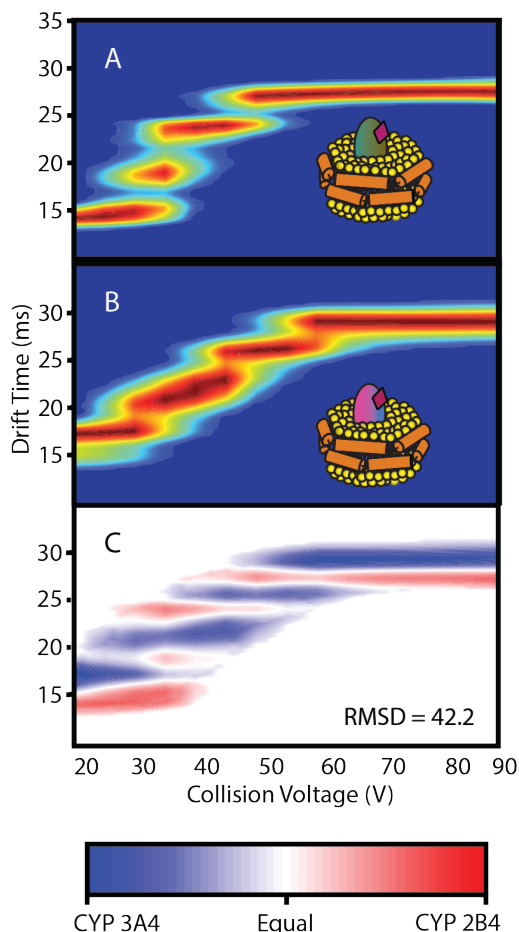 35
A
30
25
20
15
B
30
25
20
15
Drift Time (ms)
C
30
25
20
15
RMSD = 42.2
20 30 40 50 60 70 80 90
Collision Voltage (V)
CYP 3A4 Equal CYP 2B4